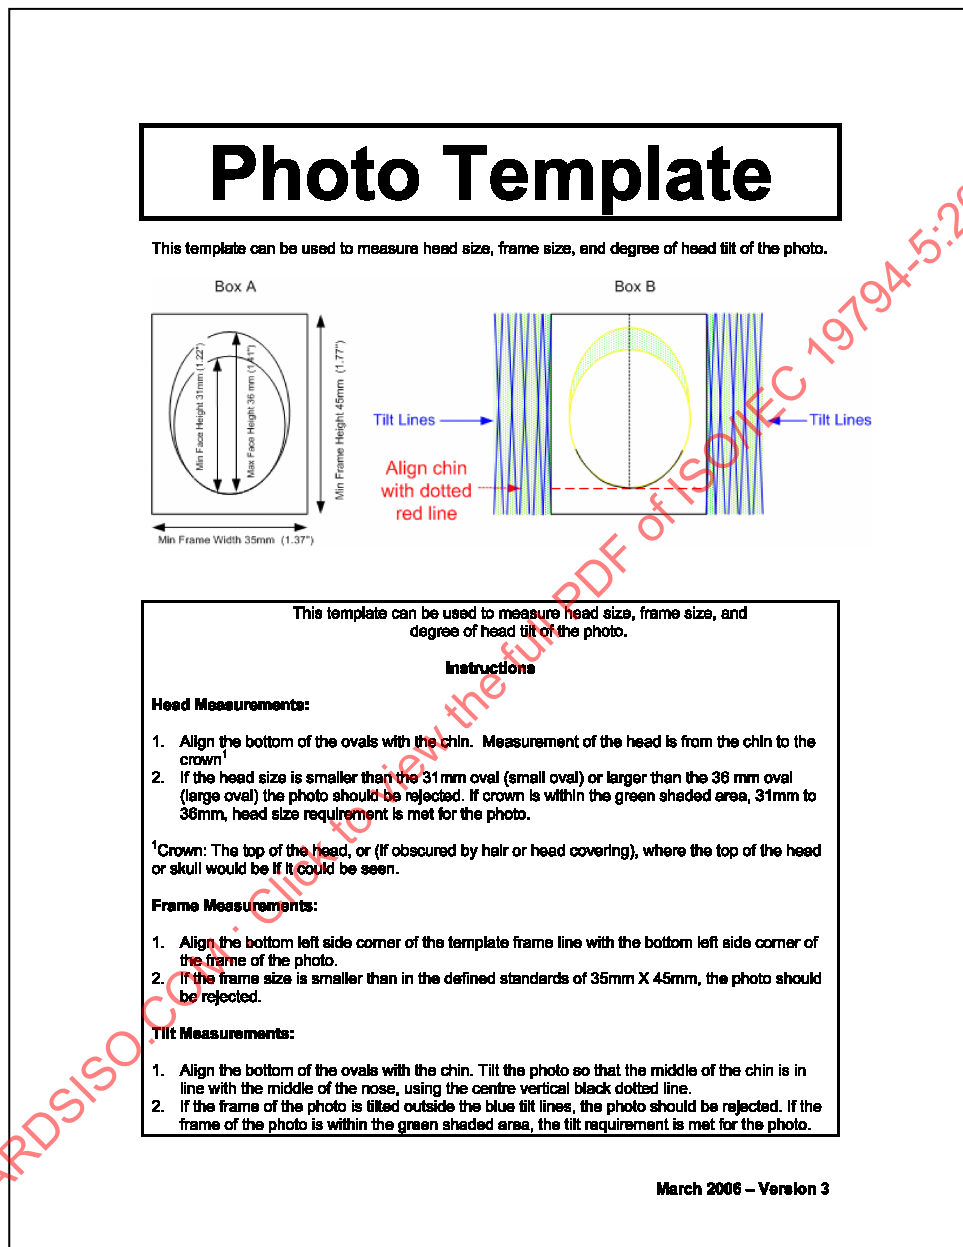 Photo Template
This template can be used to measure head size, frame size, and degree of head tilt of the photo.
Box A
Box B
Min Face Height 31mm (1.22")
Max Face Height 36 mm (1.41")
Min Frame Height 45mm (1.77")
Min Frame Width 35mm (1.37")
Tilt Lines
Tilt Lines
Align chin
with dotted
red line
This template can be used to measure head size, frame size, and
degree of head tilt of the photo.
Instructions
Head Measurements:
1. Align the bottom of the ovals with the chin. Measurement of the head is from the chin to the
crown¹
2. If the head size is smaller than the 31mm oval (small oval) or larger than the 36 mm oval
(large oval) the photo should be rejected. If crown is within the green shaded area, 31mm to
36mm, head size requirement is met for the photo.
¹Crown: The top of the head, or (if obscured by hair or head covering), where the top of the head
or skull would be if it could be seen.
Frame Measurements:
1. Align the bottom left side corner of the template frame line with the bottom left side corner of
the frame of the photo.
2. If the frame size is smaller than in the defined standards of 35mm X 45mm, the photo should
be rejected.
Tilt Measurements:
1. Align the bottom of the ovals with the chin. Tilt the photo so that the middle of the chin is in
line with the middle of the nose, using the centre vertical black dotted line.
2. If the frame of the photo is tilted outside the blue tilt lines, the photo should be rejected. If the
frame of the photo is within the green shaded area, the tilt requirement is met for the photo.
March 2006 – Version 3
ARDSISO.COM : Click to view the full PDF of ISO/IEC 19794-5:20